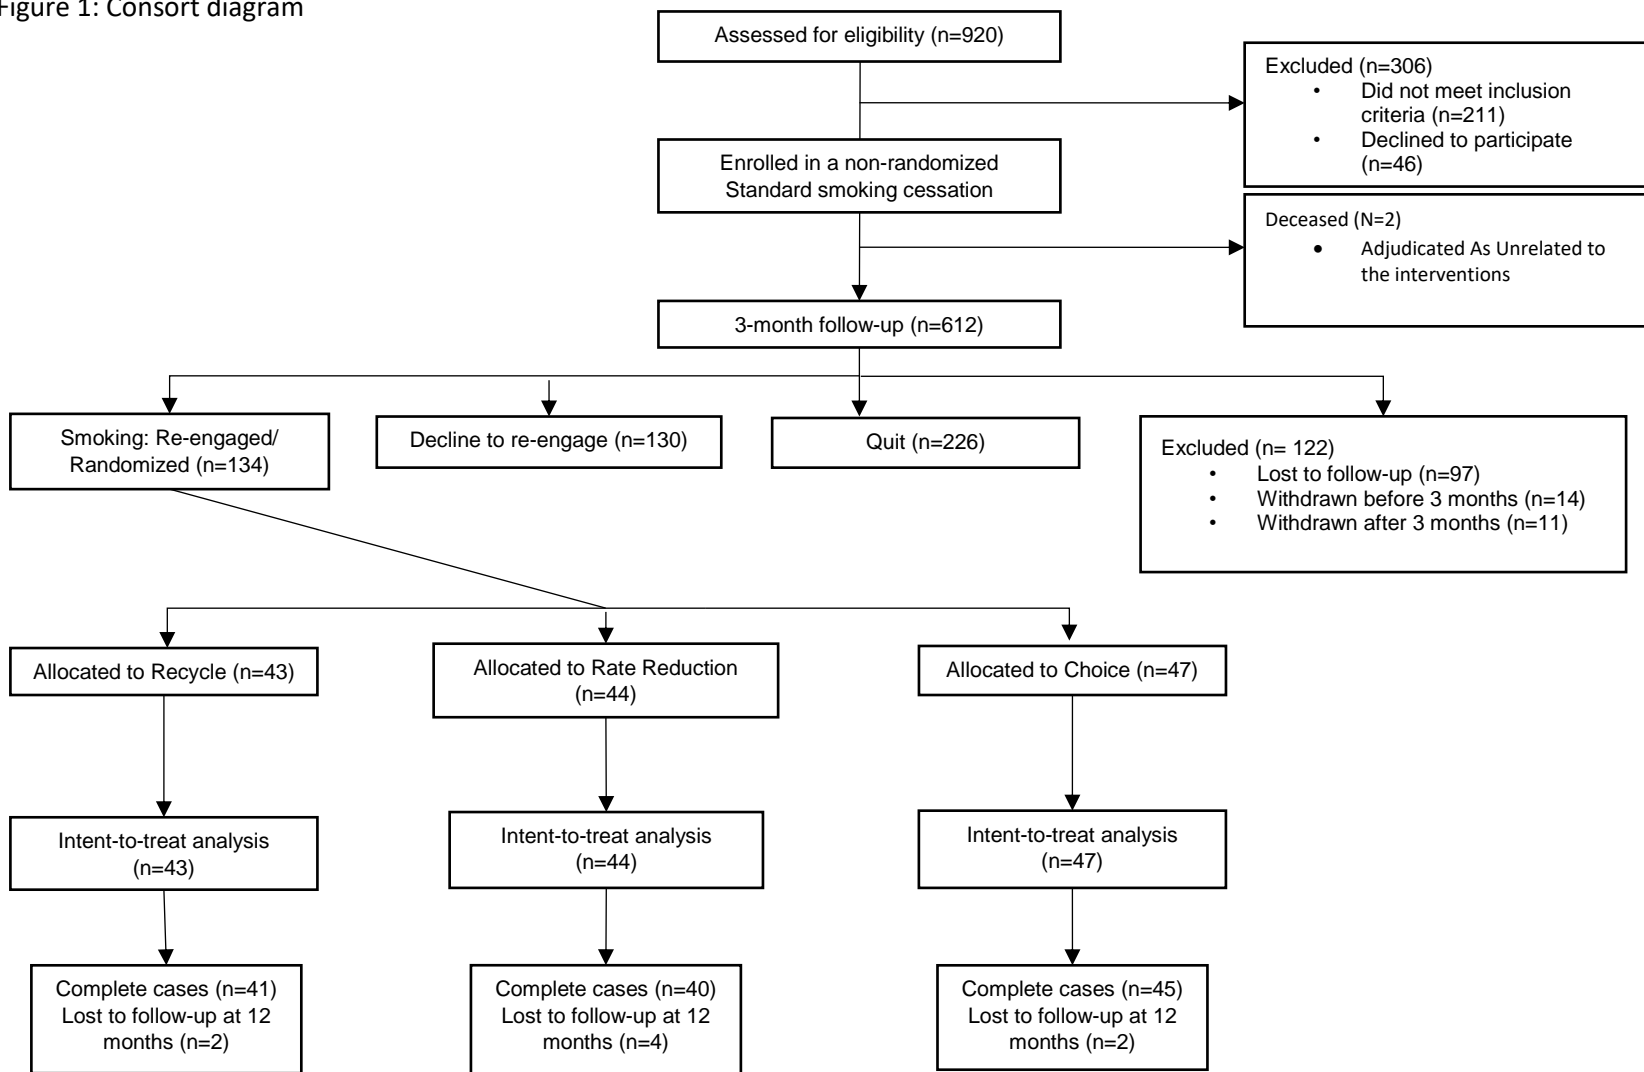 Figure 1: Consort diagram
Assessed for eligibility (n=920)
Excluded (n=306)
• Did not meet inclusion
criteria (n=211)
• Declined to participate
(n=46)
Enrolled in a non-randomized
Standard smoking cessation
Deceased (N=2)
• Adjudicated As Unrelated to
the interventions
3-month follow-up (n=612)
Smoking: Re-engaged/
Randomized (n=134)
Decline to re-engage (n=130)
Quit (n=226)
Excluded (n= 122)
• Lost to follow-up (n=97)
• Withdrawn before 3 months (n=14)
• Withdrawn after 3 months (n=11)
Allocated to Recycle (n=43)
Allocated to Rate Reduction
(n=44)
Allocated to Choice (n=47)
Intent-to-treat analysis
(n=43)
Intent-to-treat analysis
(n=44)
Intent-to-treat analysis
(n=47)
Complete cases (n=41)
Lost to follow-up at 12
months (n=2)
Complete cases (n=40)
Lost to follow-up at 12
months (n=4)
Complete cases (n=45)
Lost to follow-up at 12
months (n=2)